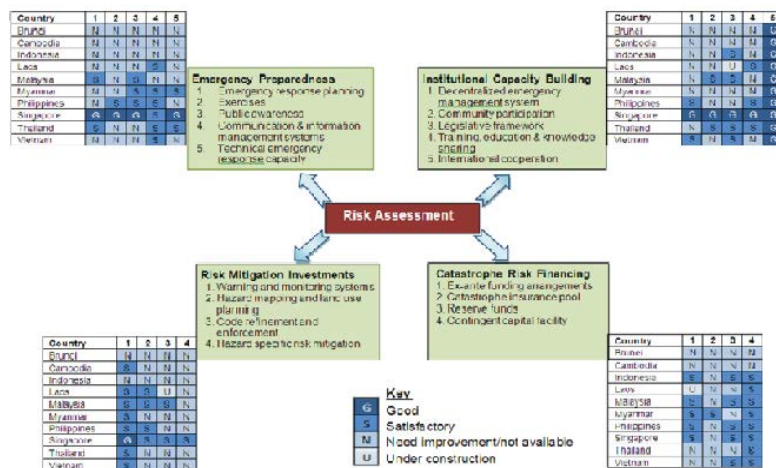 Country 1 2 3 4 5
Brunei N N N N N
Cambodia N N N N N
Indonesia N N N N N
Laos N N N S N
Malaysia S N S N N
Myanmar N N S S S
Philippines N S S S N
Singapore G G G S G
Thailand S N N S S
Vietnam N N N S N
Emergency Preparedness
1 Emergency response planning
2 Exercises
3 Public awareness
4 Communication & information
management systems
5. Technical emergency
response capacity
Country 1 2 3 4 5
Brunei N N N N G
Cambodia N N N N G
Indonesia N N S N G
Laos N N U S G
Malaysia N S S N G
Myanmar N N N N G
Philippines S N N S G
Singapore G G G G G
Thailand N S S S G
Vietnam S N S N G
Institutional Capacity Building
1. Decentralized emergency
management system
2. Community participation
3. Legislative framework
4. Training, education & knowledge
sharing
5. International cooperation
Risk Assessment
Risk Mitigation Investments
1. Warning and monitoring systems
2. Hazard mapping and land use
planning
3. Code refinement and
enforcement
4. Hazard specific risk mitigation
Catastrophe Risk Financing
1. Ex-ante funding arrangements
2. Catastrophe insurance pool
3. Reserve funds
4. Contingent capital facility
Country 1 2 3 4
Brunei N N N N
Cambodia S N N N
Indonesia N N N N
Laos S S U N
Malaysia S S S N
Myanmar S N N N
Philippines S S N N
Singapore G S S S
Thailand S N N N
Vietnam S N N N
Key
G Good
S Satisfactory
N Need improvement/not available
U Under construction
Country 1 2 3 4
Brunei N N N N
Cambodia N N N N
Indonesia S N S S
Laos U N N S
Malaysia S N S S
Myanmar S S N S
Philippines S N S S
Singapore S N S S
Thailand N N N S
Vietnam S N S S